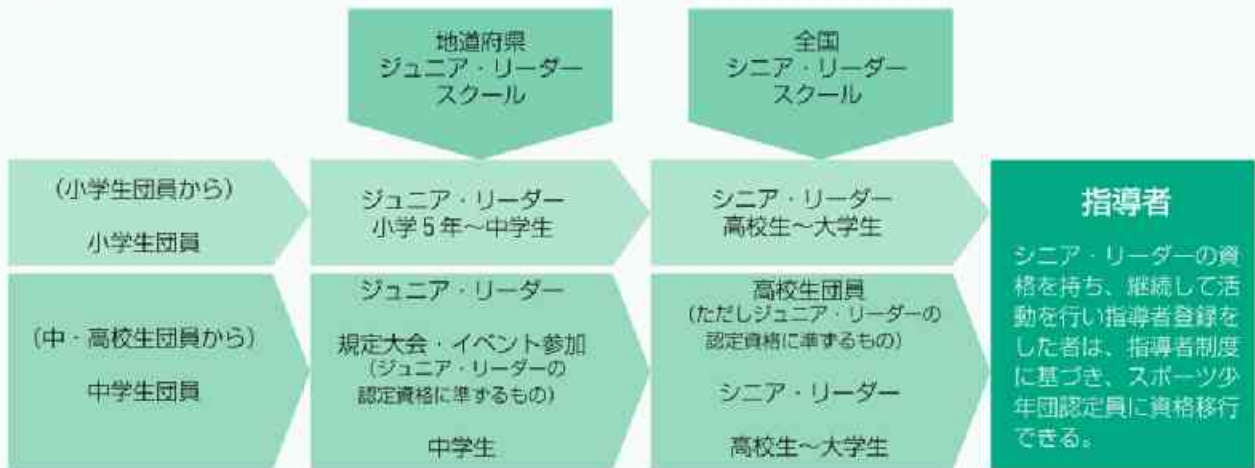 地道府県
ジュニア・リーダー
スクール
全国
シニア・リーダー
スクール
(小学生団員から)
小学生団員
ジュニア・リーダー
小学5年～中学生
シニア・リーダー
高校生～大学生
(中・高校生団員から)
中学生団員
ジュニア・リーダー
規定大会・イベント参加
(ジュニア・リーダーの
認定資格に準ずるもの)
中学生
高校生団員
(ただしジュニア・リーダーの
認定資格に準ずるもの)
シニア・リーダー
高校生～大学生
指導者
シニア・リーダーの資
格を持ち、継続して活
動を行い指導者登録を
した者は、指導者制度
に基づき、スポーツ少
年団認定員に資格移行
できる。